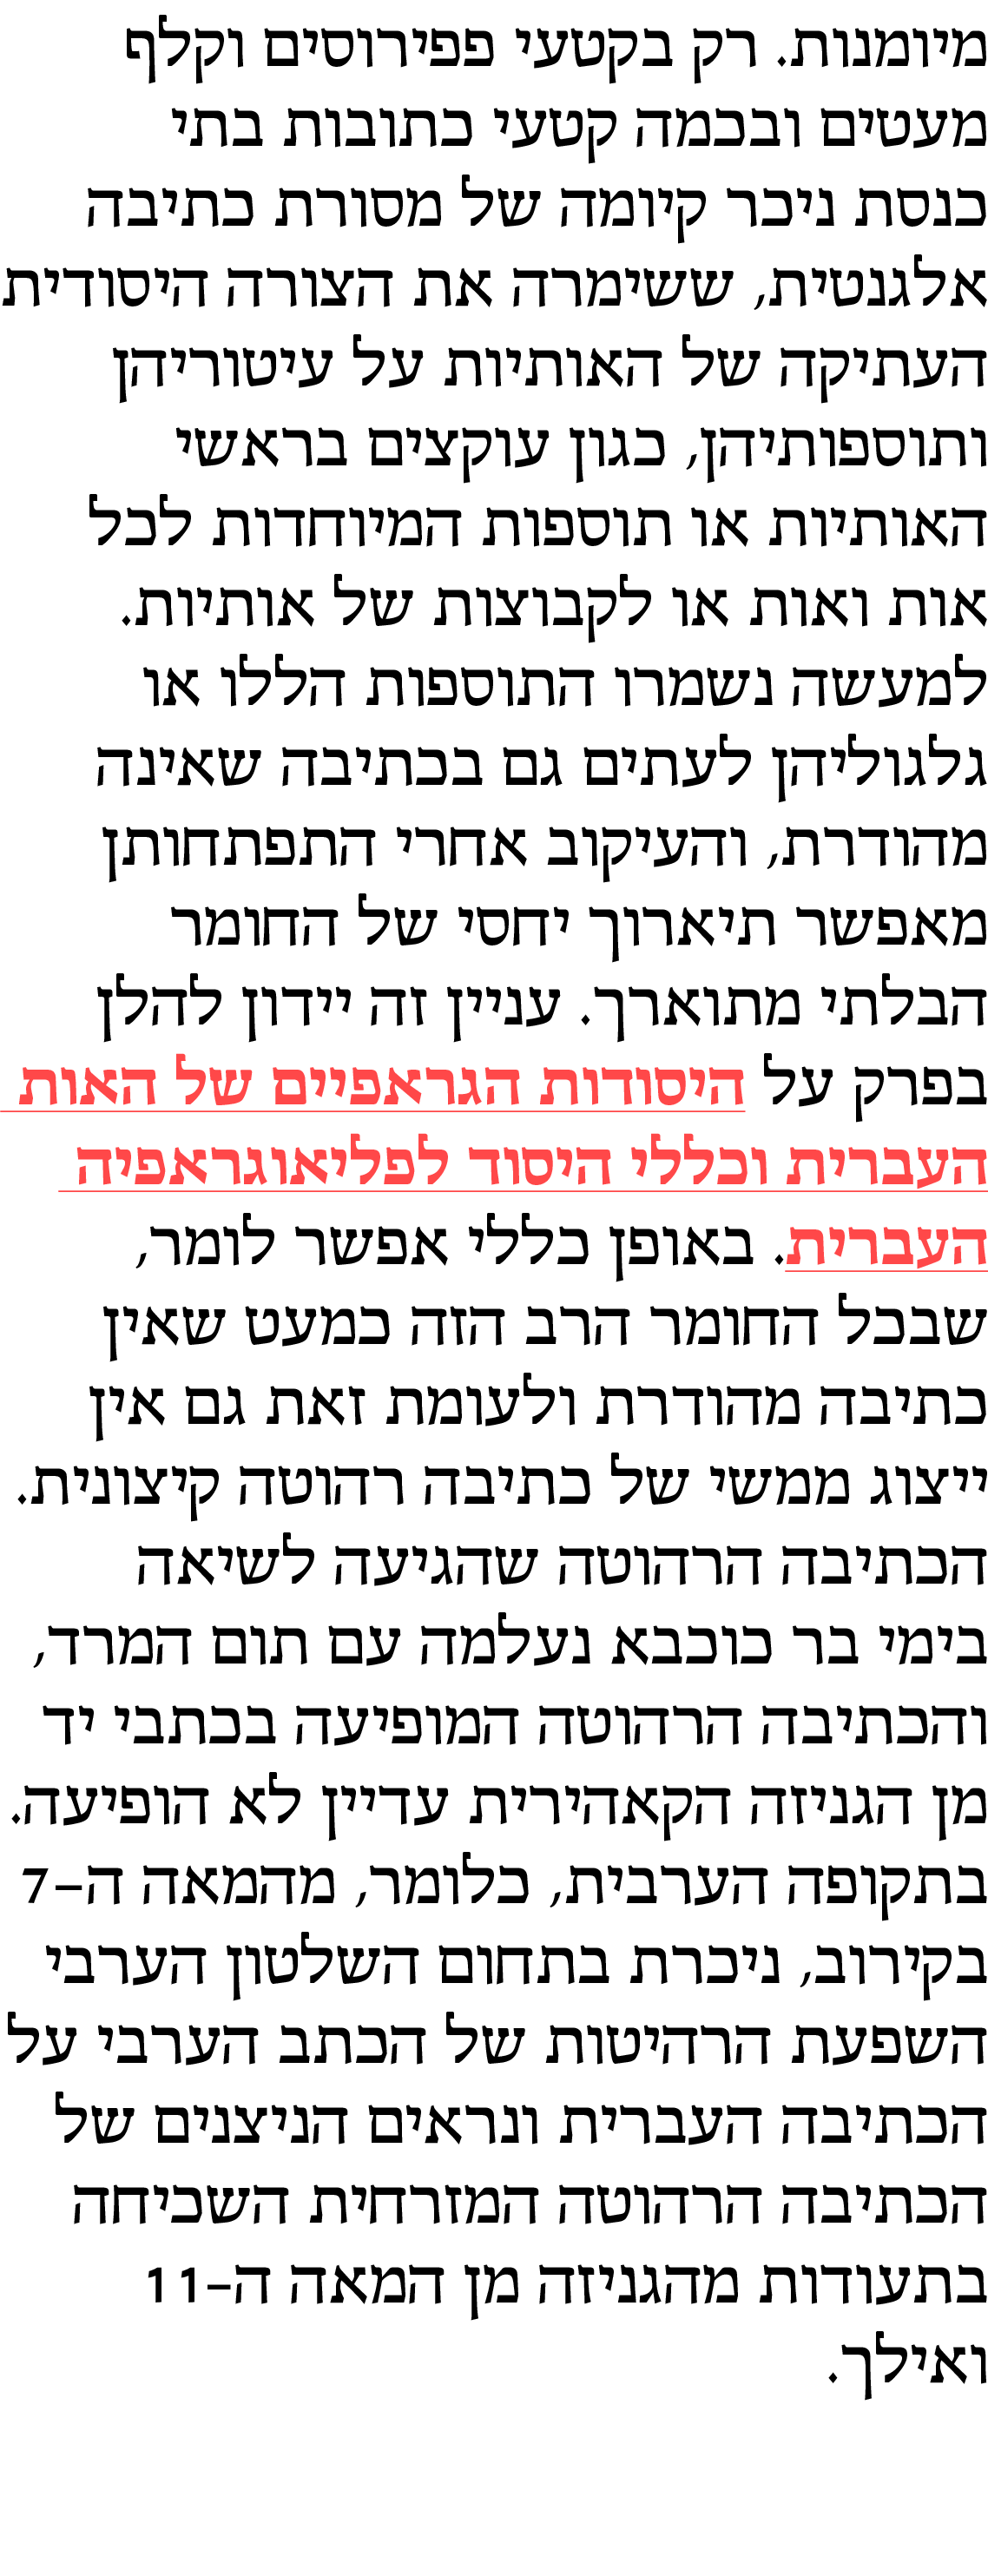 מיומנות. רק בקטעי פפירוסים וקלף
מעטים ובכמה קטעי כתובות בתי
כנסת ניכר קיומה של מסורת כתיבה
אלגנטית, ששימרה את הצורה היסודית
העתיקה של האותיות על עיטוריהן
ותוספותיהן, כגון עוקצים בראשי
האותיות או תוספות המיוחדות לכל
אות ואות או לקבוצות של אותיות.
למעשה נשמרו התוספות הללו או
גלגוליהן לעתים גם בכתיבה שאינה
מהודרת, והעיקוב אחרי התפתחותן
מאפשר תיארוך יחסי של החומר
הבלתי מתוארך. עניין זה יידון להלן
בפרק על היסודות הגראפיים של האות
העברית וכללי היסוד לפליאוגראפיה
העברית. באופן כללי אפשר לומר,
שבכל החומר הרב הזה כמעט שאין
כתיבה מהודרת ולעומת זאת גם אין
ייצוג ממשי של כתיבה רהוטה קיצונית.
הכתיבה הרהוטה שהגיעה לשיאה
בימי בר כוכבא נעלמה עם תום המרד,
והכתיבה הרהוטה המופיעה בכתבי יד
מן הגניזה הקאהירית עדיין לא הופיעה.
בתקופה הערבית, כלומר, מהמאה ה–7
בקירוב, ניכרת בתחום השלטון הערבי
השפעת הרהיטות של הכתב הערבי על
הכתיבה העברית ונראים הניצנים של
הכתיבה הרהוטה המזרחית השכיחה
בתעודות מהגניזה מן המאה ה–11
ואילך.